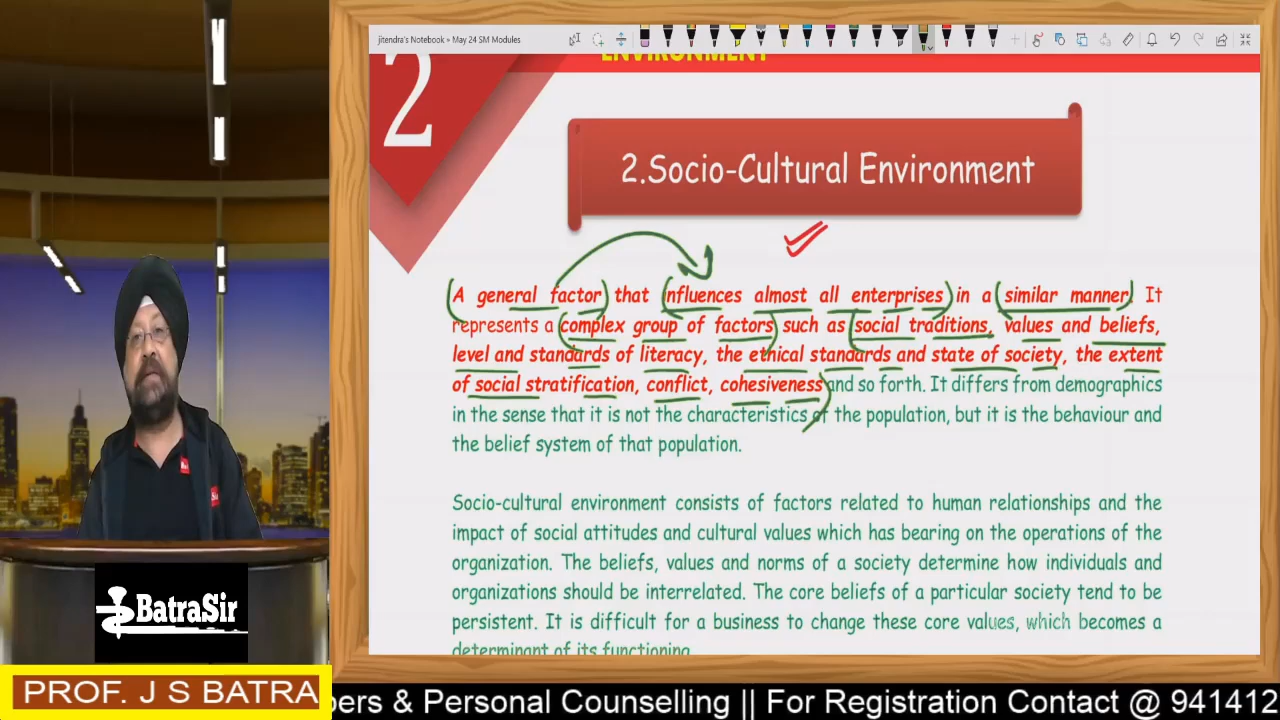 jitendra's Notebook » May 24 SM Modules
ENVIRONMENT
2
2.Socio-Cultural Environment
A general factor that influences almost all enterprises in a similar manner. It
represents a complex group of factors such as social traditions, values and beliefs,
level and standards of literacy, the ethical standards and state of society, the extent
of social stratification, conflict, cohesiveness and so forth. It differs from demographics
in the sense that it is not the characteristics of the population, but it is the behaviour and
the belief system of that population.
Socio-cultural environment consists of factors related to human relationships and the
impact of social attitudes and cultural values which has bearing on the operations of the
organization. The beliefs, values and norms of a society determine how individuals and
organizations should be interrelated. The core beliefs of a particular society tend to be
persistent. It is difficult for a business to change these core values, which becomes a
determinant of its functioning.
BatraSir
PROF. J S BATRA
pers & Personal Counselling || For Registration Contact @ 941412